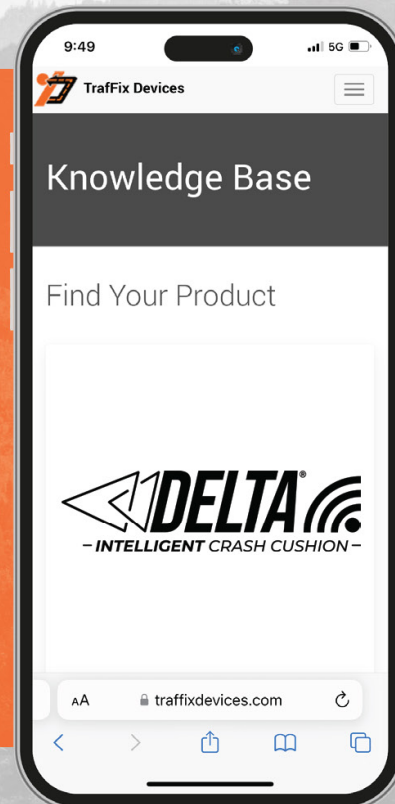 9:49 5G
TrafFix Devices
Knowledge Base
Find Your Product
DELTA®
- INTELLIGENT CRASH CUSHION -
AA traffixdevices.com